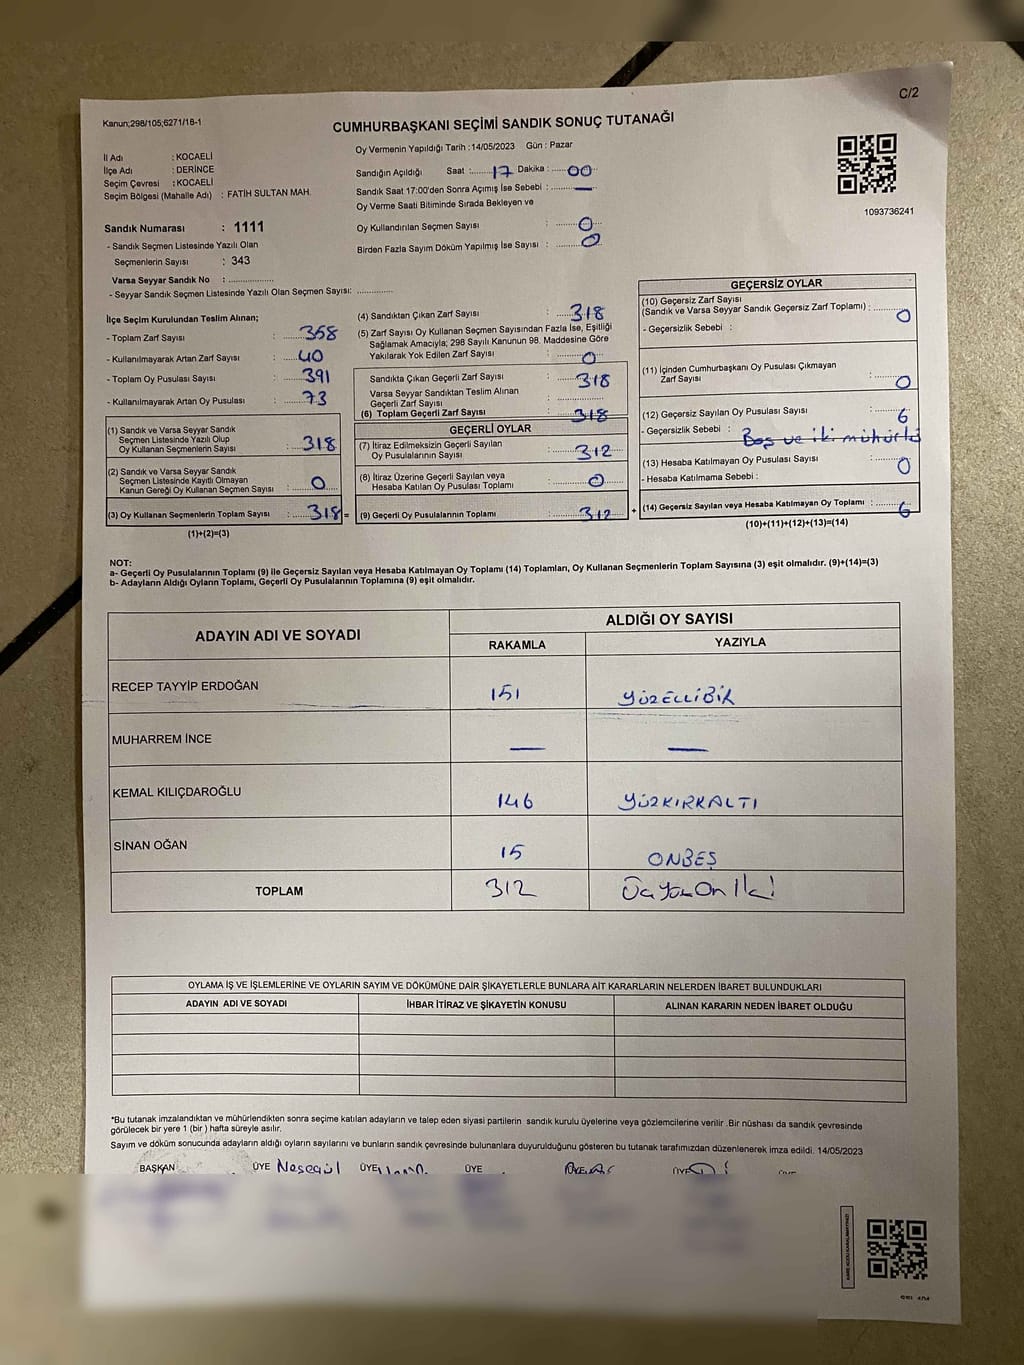 C/2
Kanun;298/105;6271/16-1
CUMHURBAŞKANI SEÇİMİ SANDIK SONUÇ TUTANAĞI
Oy Vermenin Yapıldığı Tarih :14/05/2023 Gün : Pazar
İl Adı : KOCAELİ
İlçe Adı : DERİNCE
Seçim Çevresi : KOCAELİ
Seçim Bölgesi (Mahalle Adı) : FATİH SULTAN MAH.
Sandık Numarası : 1111
- Sandık Seçmen Listesinde Yazılı Olan
Seçmenlerin Sayısı : 343
Varsa Seyyar Sandık No : ..................
- Seyyar Sandık Seçmen Listesinde Yazılı Olan Seçmen Sayısı: ..............
Sandığın Açıldığı Saat : 17 Dakika : 00
Sandık Saat 17:00'den Sonra Açımış İse Sebebi : —
Oy Verme Saati Bitiminde Sırada Bekleyen ve
Oy Kullandırılan Seçmen Sayısı : 0
Birden Fazla Sayım Döküm Yapılmış İse Sayısı : 0
1093736241
İlçe Seçim Kurulundan Teslim Alınan;
- Toplam Zarf Sayısı : 358
- Kullanılmayarak Artan Zarf Sayısı : 40
- Toplam Oy Pusulası Sayısı : 391
- Kullanılmayarak Artan Oy Pusulası : 73
(1) Sandık ve Varsa Seyyar Sandık
Seçmen Listesinde Yazılı Olup
Oy Kullanan Seçmenlerin Sayısı : 318
(2) Sandık ve Varsa Seyyar Sandık
Seçmen Listesinde Kayıtlı Olmayan
Kanun Gereği Oy Kullanan Seçmen Sayısı : 0
(3) Oy Kullanan Seçmenlerin Toplam Sayısı : 318 =
(1)+(2)=(3)
(4) Sandıktan Çıkan Zarf Sayısı : 318
(5) Zarf Sayısı Oy Kullanan Seçmen Sayısından Fazla İse, Eşitliği
Sağlamak Amacıyla; 298 Sayılı Kanunun 98. Maddesine Göre
Yakılarak Yok Edilen Zarf Sayısı : 0
Sandıkta Çıkan Geçerli Zarf Sayısı : 318
Varsa Seyyar Sandıktan Teslim Alınan
Geçerli Zarf Sayısı : ..............
(6) Toplam Geçerli Zarf Sayısı : 318
GEÇERLİ OYLAR
(7) İtiraz Edilmeksizin Geçerli Sayılan
Oy Pusulalarının Sayısı : 312
(8) İtiraz Üzerine Geçerli Sayılan veya
Hesaba Katılan Oy Pusulası Toplamı : 0
(9) Geçerli Oy Pusulalarının Toplamı : 312 +
GEÇERSİZ OYLAR
(10) Geçersiz Zarf Sayısı
(Sandık ve Varsa Seyyar Sandık Geçersiz Zarf Toplamı) : 0
- Geçersizlik Sebebi :
(11) İçinden Cumhurbaşkanı Oy Pusulası Çıkmayan
Zarf Sayısı : 0
(12) Geçersiz Sayılan Oy Pusulası Sayısı : 6
- Geçersizlik Sebebi : Boş ve iki mühürlü
(13) Hesaba Katılmayan Oy Pusulası Sayısı : 0
- Hesaba Katılmama Sebebi :
(14) Geçersiz Sayılan veya Hesaba Katılmayan Oy Toplamı : 6
(10)+(11)+(12)+(13)=(14)
NOT:
a- Geçerli Oy Pusulalarının Toplamı (9) ile Geçersiz Sayılan veya Hesaba Katılmayan Oy Toplamı (14) Toplamları, Oy Kullanan Seçmenlerin Toplam Sayısına (3) eşit olmalıdır. (9)+(14)=(3)
b- Adayların Aldığı Oyların Toplamı, Geçerli Oy Pusulalarının Toplamına (9) eşit olmalıdır.
ADAYIN ADI VE SOYADI ALDIĞI OY SAYISI
RAKAMLA YAZIYLA
RECEP TAYYİP ERDOĞAN 151 YÜZELLİBİR
MUHARREM İNCE — —
KEMAL KILIÇDAROĞLU 146 YÜZKIRKALTI
SİNAN OĞAN 15 ONBEŞ
TOPLAM 312 Üç Yüz On İki
OYLAMA İŞ VE İŞLEMLERİNE VE OYLARIN SAYIM VE DÖKÜMÜNE DAİR ŞİKAYETLERLE BUNLARA AİT KARARLARIN NELERDEN İBARET BULUNDUKLARI
ADAYIN ADI VE SOYADI İHBAR İTİRAZ VE ŞİKAYETİN KONUSU ALINAN KARARIN NEDEN İBARET OLDUĞU
*Bu tutanak imzalandıktan ve mühürlendikten sonra seçime katılan adayların ve talep eden siyasi partilerin sandık kurulu üyelerine veya gözlemcilerine verilir .Bir nüshası da sandık çevresinde
görülecek bir yere 1 (bir ) hafta süreyle asılır.
Sayım ve döküm sonucunda adayların aldığı oyların sayılarını ve bunların sandık çevresinde bulunanlara duyurulduğunu gösteren bu tutanak tarafımızdan düzenlenerek imza edildi. 14/05/2023
BAŞKAN ÜYE Nesegül ÜYE ÜYE ÜYE ÜYE